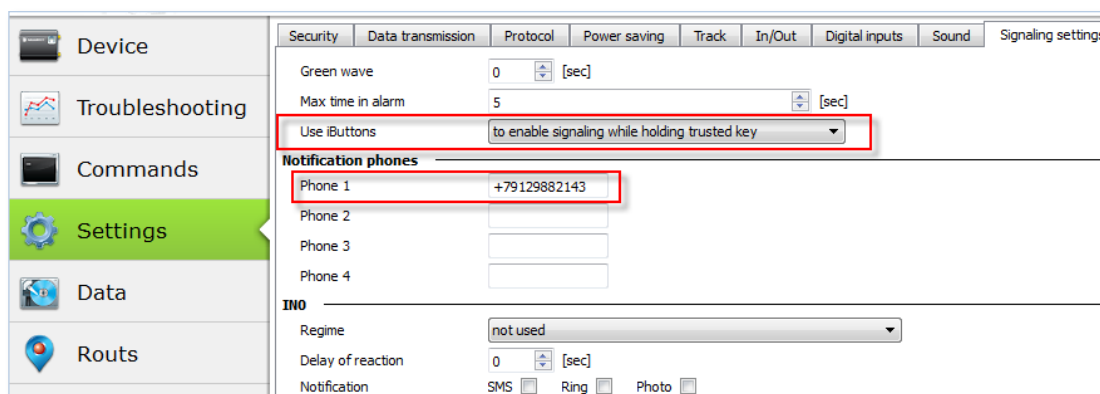 Device
Troubleshooting
Commands
Settings
Data
Routs
Security Data transmission Protocol Power saving Track In/Out Digital inputs Sound Signaling settings
Green wave 0 [sec]
Max time in alarm 5 [sec]
Use iButtons to enable signaling while holding trusted key
Notification phones
Phone 1 +79129882143
Phone 2
Phone 3
Phone 4
IN0
Regime not used
Delay of reaction 0 [sec]
Notification SMS Ring Photo